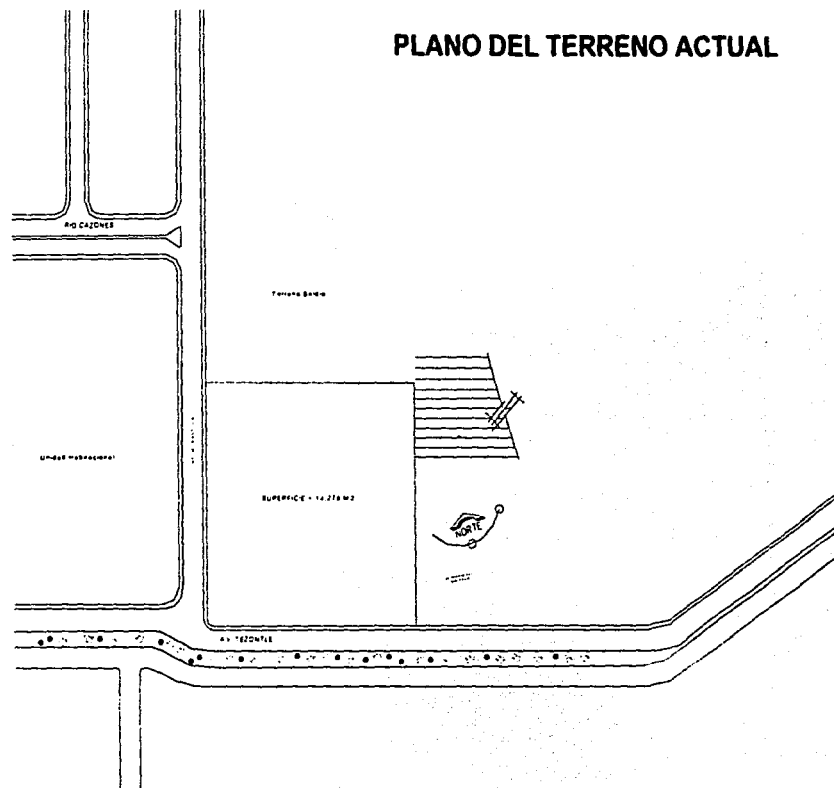 PLANO DEL TERRENO ACTUAL
RIO CAZONES
Terreno Baldio
Unidad Habitacional
SUPERFICIE = 14,278 M2
NORTE
AV. TEZONTLE